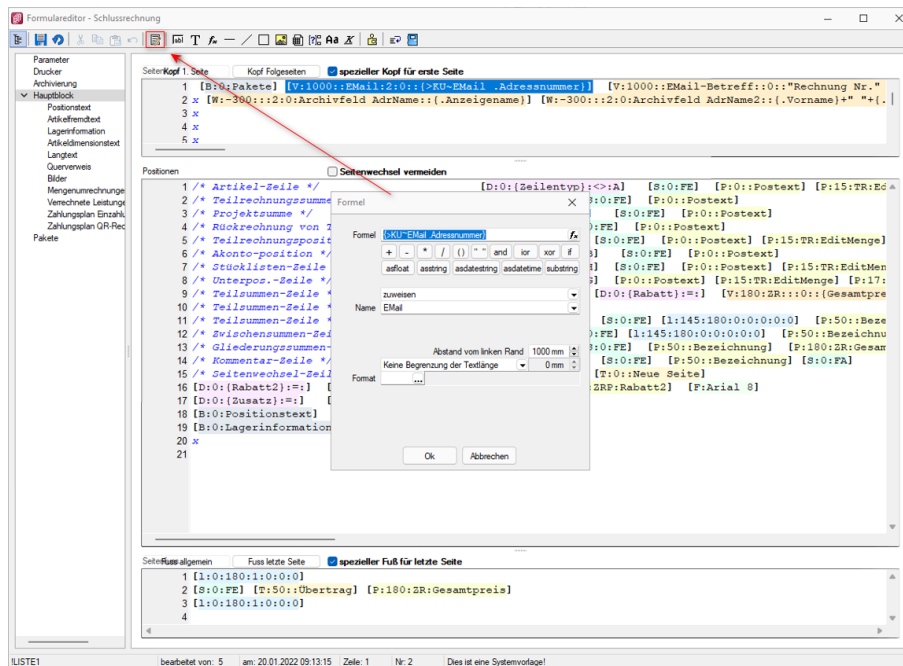 Formulareditor - Schlussrechnung
Parameter
Drucker
Archivierung
Hauptblock
Positionstext
Artikelfremdtext
Lagerinformation
Artikeldimensionstext
Langtext
Querverweis
Bilder
Mengenumrechnunge
Verrechnete Leistunge
Zahlungsplan Einzahlu
Zahlungsplan QR-Rec
Pakete
Kopf 1. Seite
Kopf Folgeseiten
spezieller Kopf für erste Seite
1 [B:0:Pakete] [V:1000::EMail:2:0::{>KU~EMail .Adressnummer}] [V:1000::EMail-Betreff::0::"Rechnung Nr."
2 x [W:-300:::2:0:Archivfeld AdrName::{.Anzeigename}] [W:-300:::2:0:Archivfeld AdrName2::{.Vorname}+" "+{.
3 x
4 x
5 x
Positionen
Seitenwechsel vermeiden
1 /* Artikel-Zeile */ [D:0:{Zeilentyp}:<>:A] [S:0:FE] [P:0::Postext] [P:15:TR:Ed
2 /* Teilrechnungssumme :0:FE] [P:0::Postext]
3 /* Projektsumme */ [S:0:FE] [P:0::Postext]
4 /* Rückrechnung von T :FE] [P:0::Postext]
5 /* Teilrechnungsposit [S:0:FE] [P:0::Postext] [P:15:TR:EditMenge]
6 /* Akonto-position */ [S:0:FE] [P:0::Postext]
7 /* Stücklisten-Zeile [S:0:FE] [P:0::Postext] [P:15:TR:EditMen
8 /* Unterpos.-Zeile */ [P:0::Postext] [P:15:TR:EditMenge] [P:17:
9 /* Teilsummen-Zeile * [D:0:{Rabatt}:=:] [V:180:ZR:::0::{Gesamtpre
10 /* Teilsummen-Zeile *
11 /* Teilsummen-Zeile * [S:0:FE] [l:145:180:0:0:0:0:0] [P:50::Beze
12 /* Zwischensummen-Zei :FE] [l:145:180:0:0:0:0:0] [P:50::Bezeichnu
13 /* Gliederungssummen- :0:FE] [P:50::Bezeichnung] [P:180:ZR:Gesam
14 /* Kommentar-Zeile */ [S:0:FE] [P:50::Bezeichnung] [S:0:FA]
15 /* Seitenwechsel-Zeil [T:0::Neue Seite]
16 [D:0:{Rabatt2}:=:] [ :ZRP:Rabatt2] [F:Arial 8]
17 [D:0:{Zusatz}:=:] [
18 [B:0:Positionstext]
19 [B:0:Lagerinformation
20 x
21
Formel
Formel {>KU~EMail .Adressnummer}
+ - * / () " " and ior xor if
asfloat asstring asdatestring asdatetime substring
zuweisen
Name EMail
Abstand vom linken Rand 1000 mm
Keine Begrenzung der Textlänge 0 mm
Format ...
Ok Abbrechen
Fuss allgemein
Fuss letzte Seite
spezieller Fuß für letzte Seite
1 [l:0:180:1:0:0:0]
2 [S:0:FE] [T:50::Übertrag] [P:180:ZR:Gesamtpreis]
3 [l:0:180:1:0:0:0]
4
!LISTE1 bearbeitet von: 5 am: 20.01.2022 09:13:15 Zeile: 1 Nr: 2 Dies ist eine Systemvorlage!